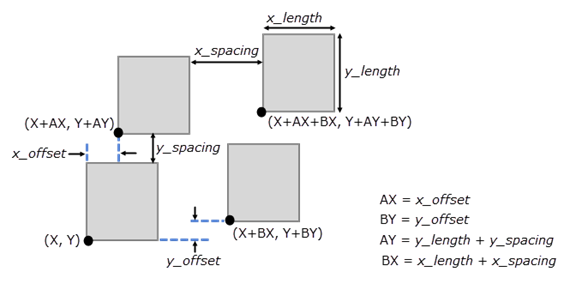 x_length
x_spacing
y_length
(X+AX, Y+AY)
(X+AX+BX, Y+AY+BY)
x_offset
y_spacing
AX = x_offset
BY = y_offset
(X, Y)
(X+BX, Y+BY)
AY = y_length + y_spacing
y_offset
BX = x_length + x_spacing